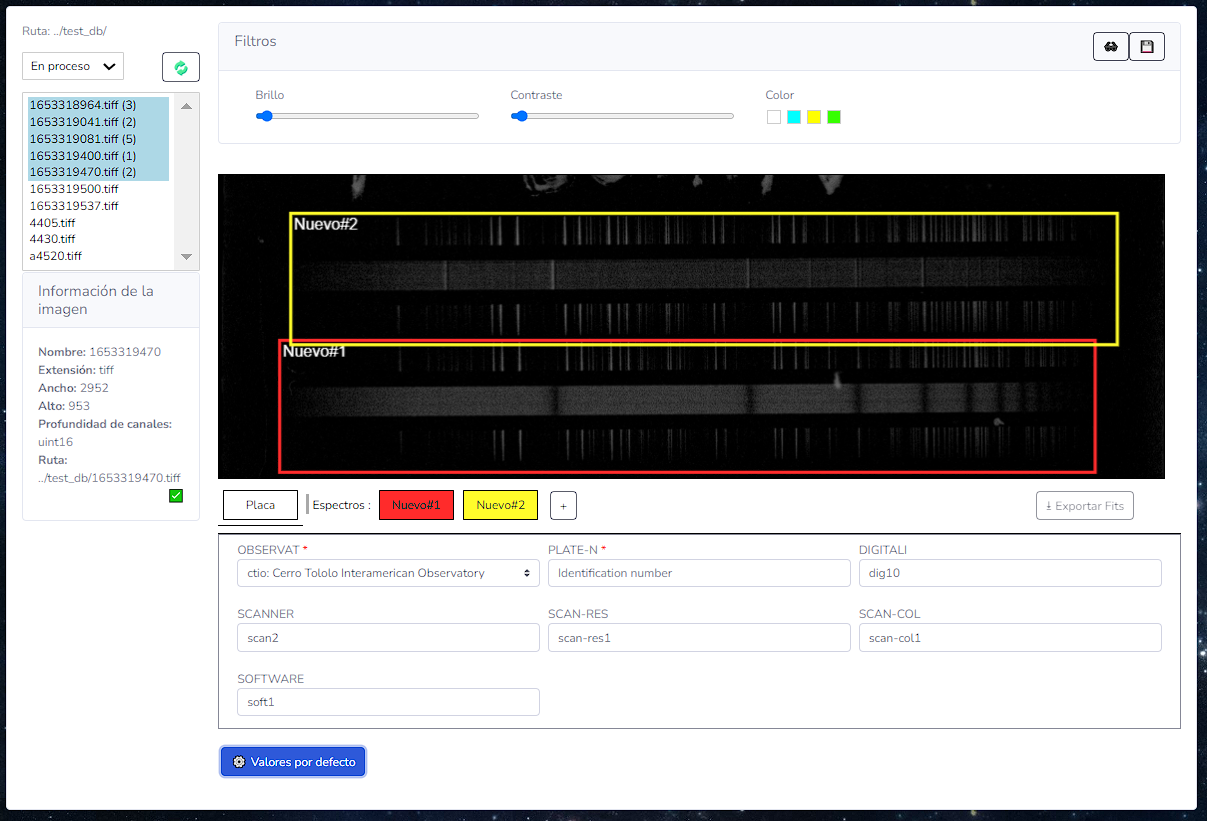 Ruta: ../test_db/
En proceso
1653318964.tiff (3)
1653319041.tiff (2)
1653319081.tiff (5)
1653319400.tiff (1)
1653319470.tiff (2)
1653319500.tiff
1653319537.tiff
4405.tiff
4430.tiff
a4520.tiff
Información de la
imagen
Nombre: 1653319470
Extensión: tiff
Ancho: 2952
Alto: 953
Profundidad de canales:
uint16
Ruta:
../test_db/1653319470.tiff
Filtros
Brillo
Contraste
Color
Nuevo#2
Nuevo#1
Placa
Espectros :
Nuevo#1
Nuevo#2
+
Exportar Fits
OBSERVAT *
PLATE-N *
DIGITALI
ctio: Cerro Tololo Interamerican Observatory
Identification number
dig10
SCANNER
SCAN-RES
SCAN-COL
scan2
scan-res1
scan-col1
SOFTWARE
soft1
Valores por defecto